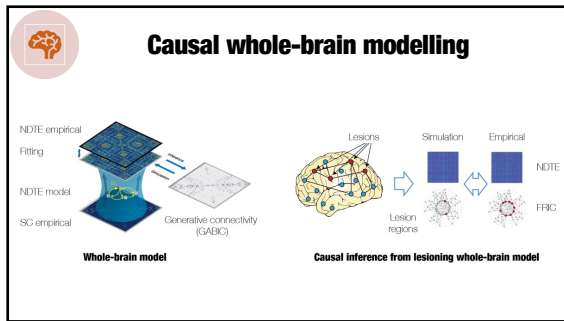 Causal whole-brain modelling
NDTE empirical
Fitting
NDTE model
SC empirical
Inference
Simulation
Generative connectivity
(GABIC)
Whole-brain model
Lesions
Simulation
Empirical
NDTE
Lesion
regions
FRIC
Causal inference from lesioning whole-brain model